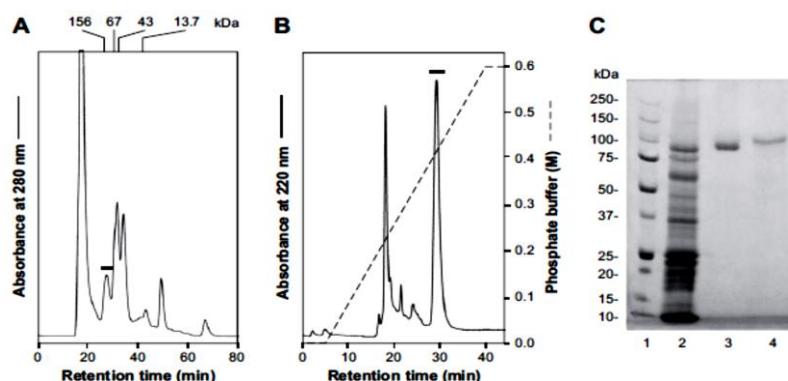 A
156 67 43 13.7 kDa
Absorbance at 280 nm
0 20 40 60 80
Retention time (min)
B
Absorbance at 220 nm
0.6
0.5
0.4
0.3
0.2
0.1
0.0
Phosphate buffer (M)
0 10 20 30 40
Retention time (min)
C
kDa
250-
150-
100-
75-
50-
37-
25-
20-
15-
10-
1 2 3 4